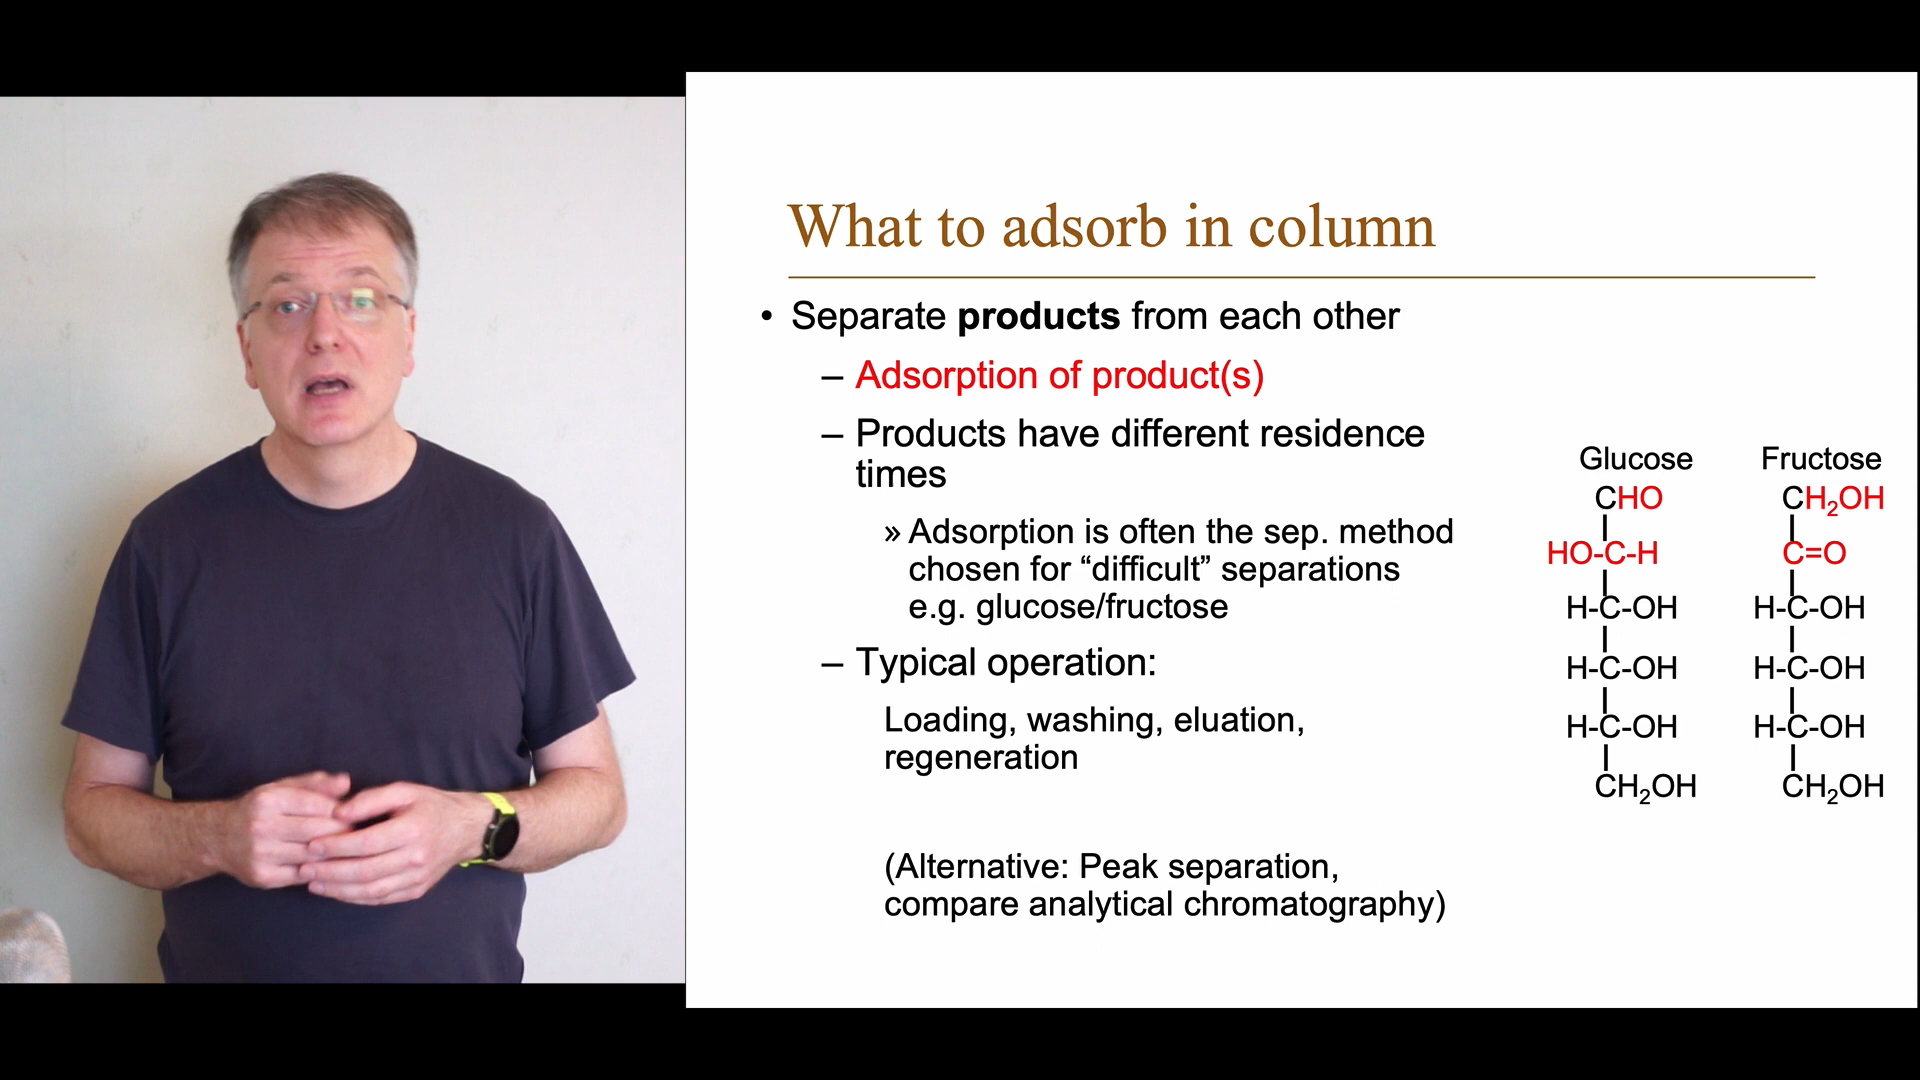 What to adsorb in column
• Separate products from each other
– Adsorption of product(s)
– Products have different residence
times
» Adsorption is often the sep. method
chosen for “difficult” separations
e.g. glucose/fructose
– Typical operation:
Loading, washing, eluation,
regeneration
(Alternative: Peak separation,
compare analytical chromatography)
Glucose
CHO
HO-C-H
H-C-OH
H-C-OH
H-C-OH
CH₂OH
Fructose
CH₂OH
C=O
H-C-OH
H-C-OH
H-C-OH
CH₂OH